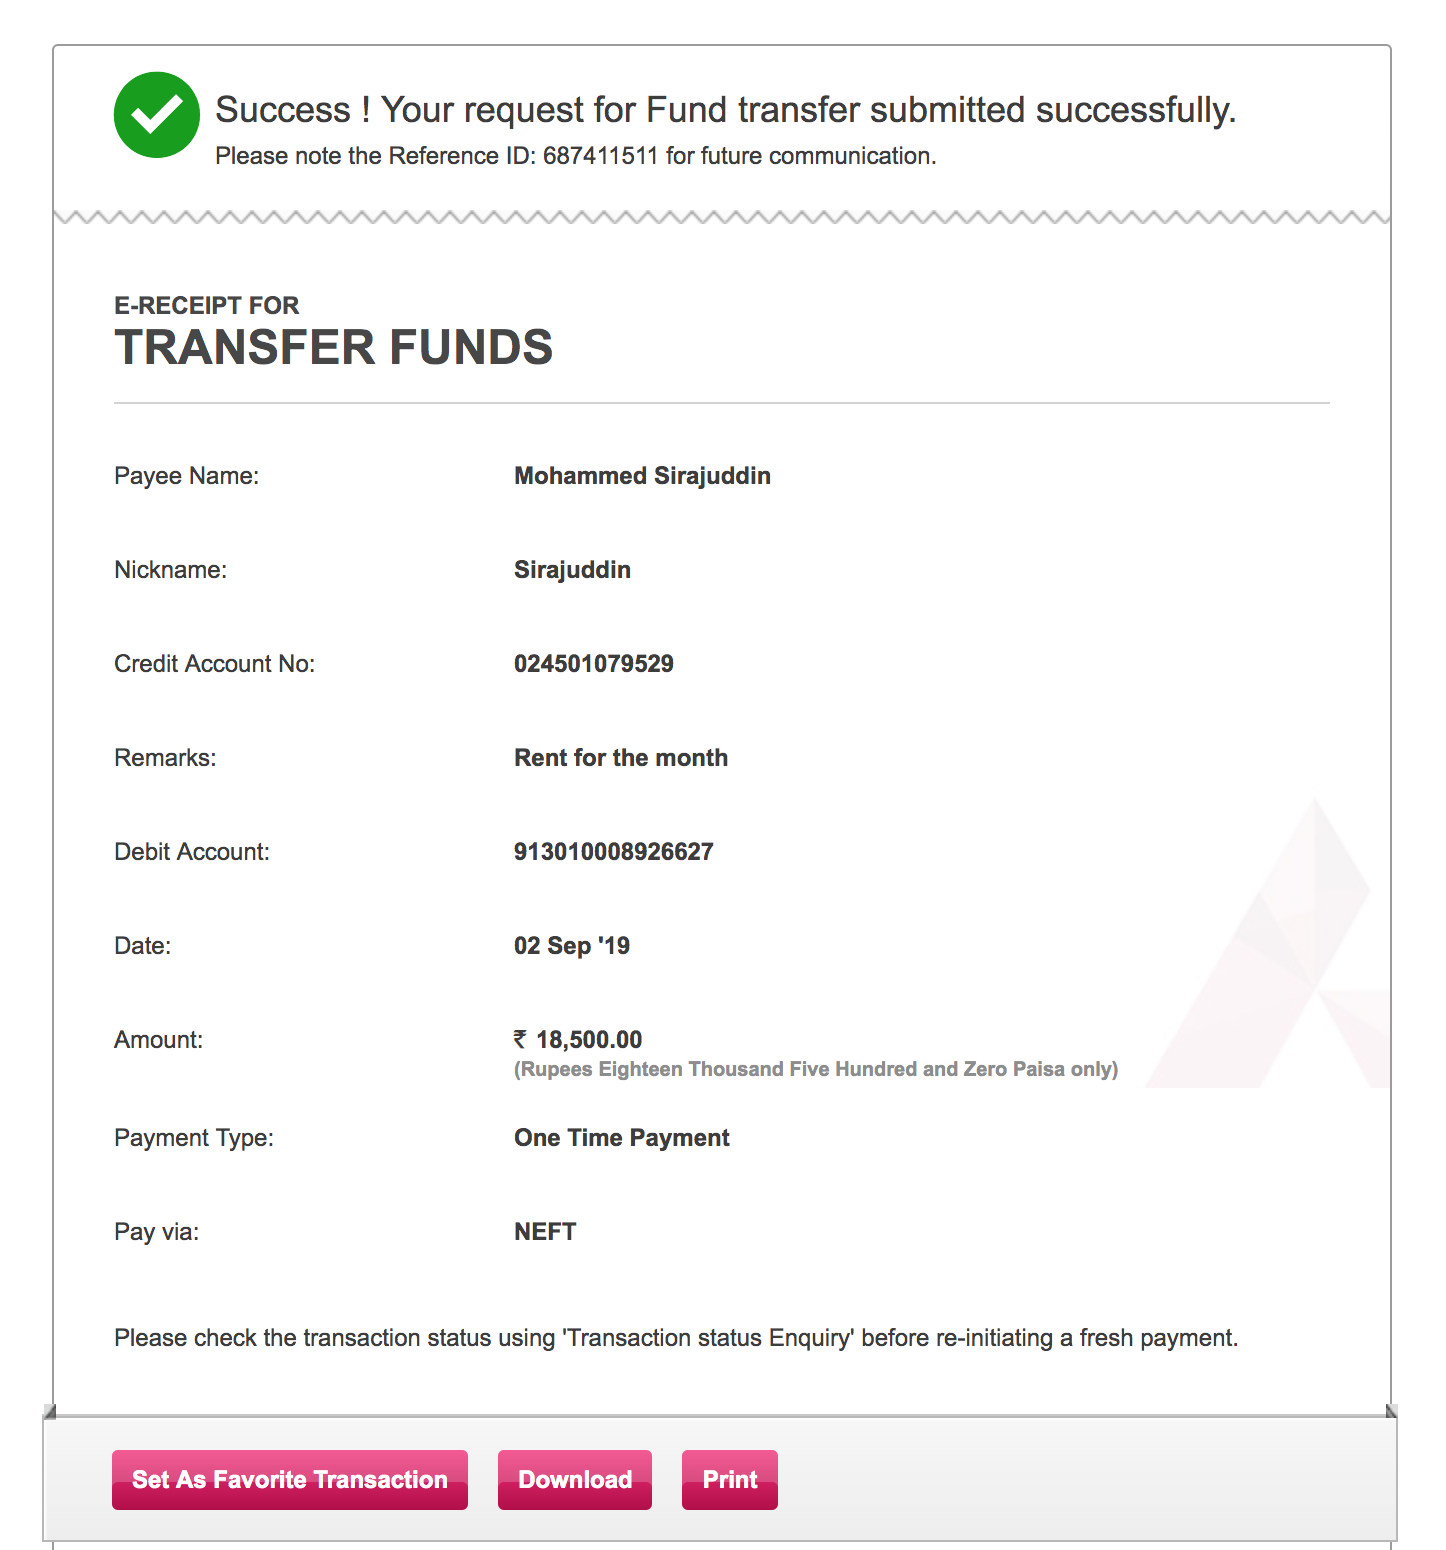 Success ! Your request for Fund transfer submitted successfully.
Please note the Reference ID: 687411511 for future communication.
E-RECEIPT FOR
TRANSFER FUNDS
Payee Name: Mohammed Sirajuddin
Nickname: Sirajuddin
Credit Account No: 024501079529
Remarks: Rent for the month
Debit Account: 913010008926627
Date: 02 Sep '19
Amount: ₹ 18,500.00
(Rupees Eighteen Thousand Five Hundred and Zero Paisa only)
Payment Type: One Time Payment
Pay via: NEFT
Please check the transaction status using 'Transaction status Enquiry' before re-initiating a fresh payment.
Set As Favorite Transaction Download Print